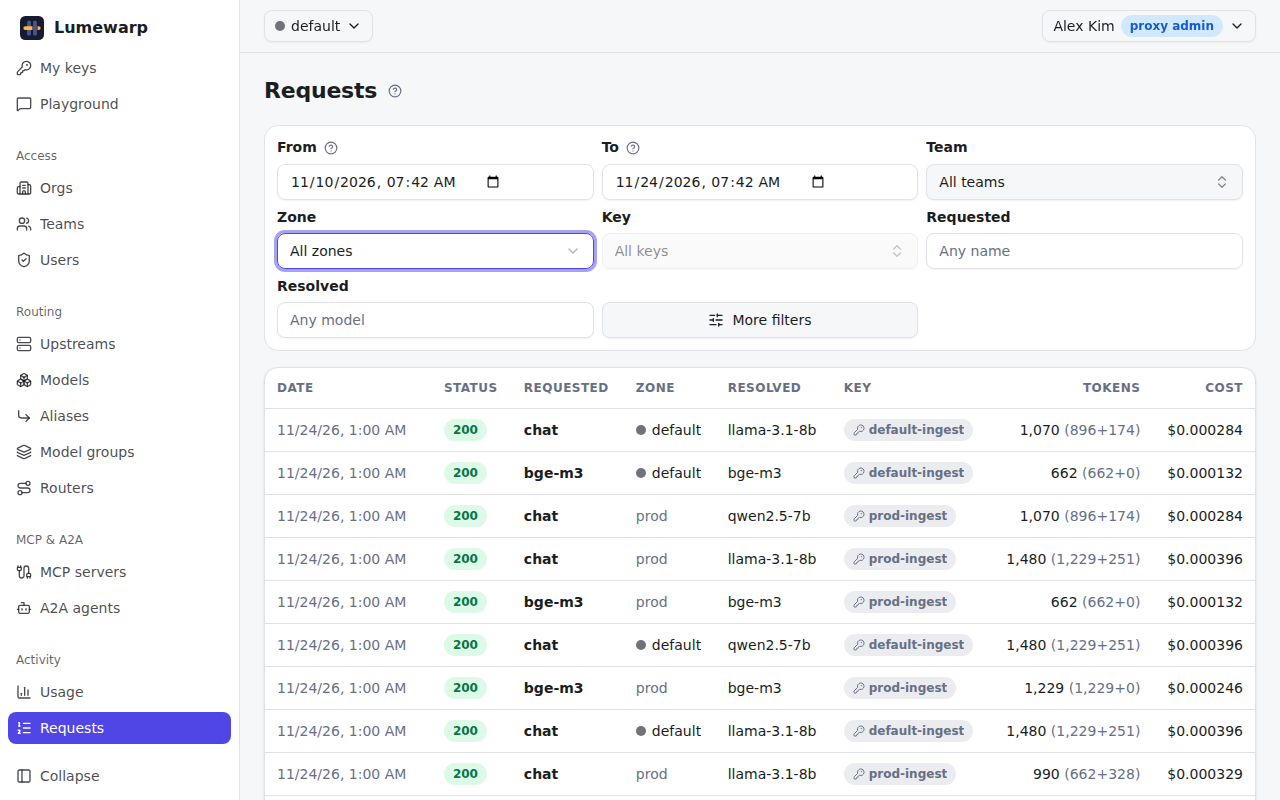 Lumewarp
default
Alex Kim proxy admin
My keys
Playground
Access
Orgs
Teams
Users
Routing
Upstreams
Models
Aliases
Model groups
Routers
MCP & A2A
MCP servers
A2A agents
Activity
Usage
Requests
Collapse
Requests
From To Team
11/10/2026, 07:42 AM 11/24/2026, 07:42 AM All teams
Zone Key Requested
All zones All keys Any name
Resolved
Any model More filters
DATE STATUS REQUESTED ZONE RESOLVED KEY TOKENS COST
11/24/26, 1:00 AM 200 chat default llama-3.1-8b default-ingest 1,070 (896+174) $0.000284
11/24/26, 1:00 AM 200 bge-m3 default bge-m3 default-ingest 662 (662+0) $0.000132
11/24/26, 1:00 AM 200 chat prod qwen2.5-7b prod-ingest 1,070 (896+174) $0.000284
11/24/26, 1:00 AM 200 chat prod llama-3.1-8b prod-ingest 1,480 (1,229+251) $0.000396
11/24/26, 1:00 AM 200 bge-m3 prod bge-m3 prod-ingest 662 (662+0) $0.000132
11/24/26, 1:00 AM 200 chat default qwen2.5-7b default-ingest 1,480 (1,229+251) $0.000396
11/24/26, 1:00 AM 200 bge-m3 prod bge-m3 prod-ingest 1,229 (1,229+0) $0.000246
11/24/26, 1:00 AM 200 chat default llama-3.1-8b default-ingest 1,480 (1,229+251) $0.000396
11/24/26, 1:00 AM 200 chat prod llama-3.1-8b prod-ingest 990 (662+328) $0.000329